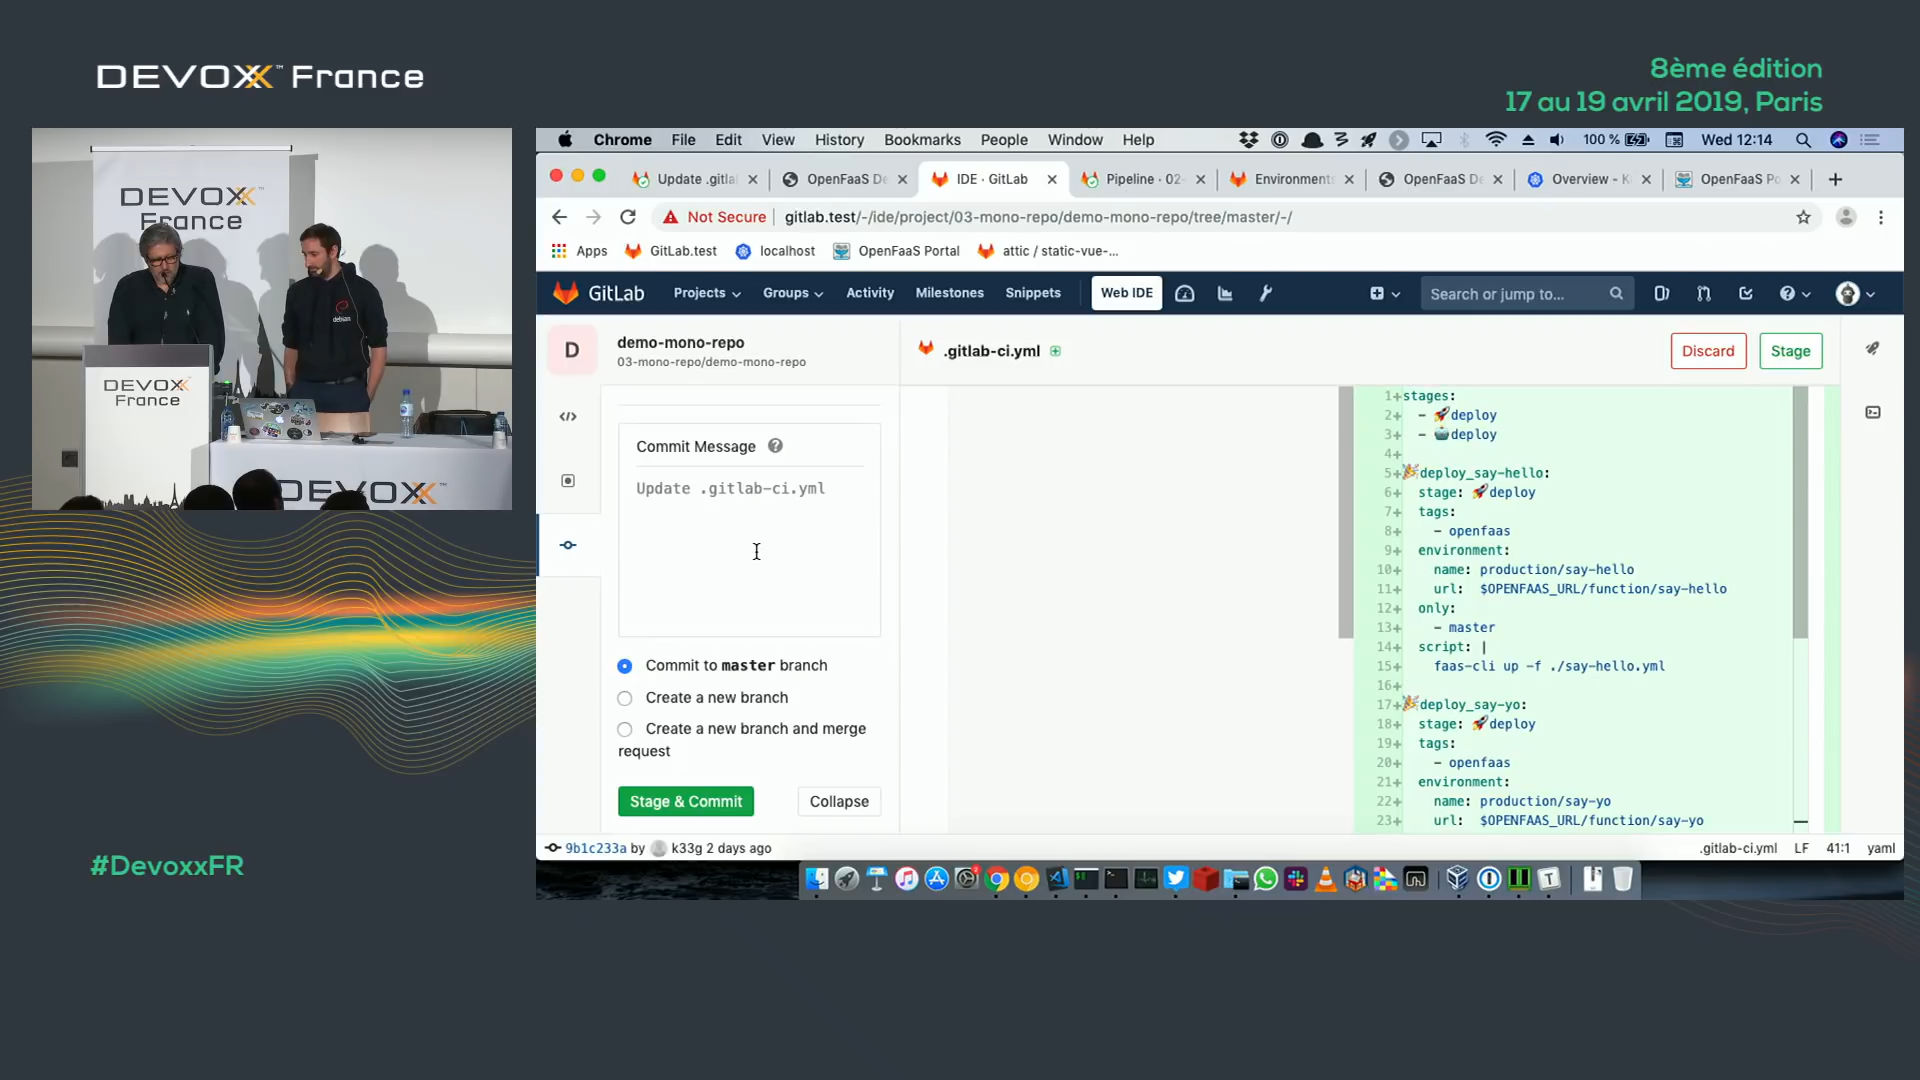 DEVOXX™ France
8ème édition
17 au 19 avril 2019, Paris
DEVOXX™
France
DEVOXX
France
DEVOXX
debian
Chrome File Edit View History Bookmarks People Window Help
100 % Wed 12:14
Update .gitla
OpenFaaS De
IDE · GitLab
Pipeline · 02-
Environments
OpenFaaS De
Overview - K
OpenFaaS Po
Not Secure gitlab.test/-/ide/project/03-mono-repo/demo-mono-repo/tree/master/-/
Apps GitLab.test localhost OpenFaaS Portal attic / static-vue-...
GitLab Projects Groups Activity Milestones Snippets Web IDE Search or jump to...
D
demo-mono-repo
03-mono-repo/demo-mono-repo
.gitlab-ci.yml
Discard Stage
Commit Message
Update .gitlab-ci.yml
Commit to master branch
Create a new branch
Create a new branch and merge
request
Stage & Commit Collapse
1+ stages:
2+ - 🚀deploy
3+ - 🤖deploy
4+
5+ 🎉deploy_say-hello:
6+ stage: 🚀deploy
7+ tags:
8+ - openfaas
9+ environment:
10+ name: production/say-hello
11+ url: $OPENFAAS_URL/function/say-hello
12+ only:
13+ - master
14+ script: |
15+ faas-cli up -f ./say-hello.yml
16+
17+ 🎉deploy_say-yo:
18+ stage: 🚀deploy
19+ tags:
20+ - openfaas
21+ environment:
22+ name: production/say-yo
23+ url: $OPENFAAS_URL/function/say-yo
9b1c233a by k33g 2 days ago
.gitlab-ci.yml LF 41:1 yaml
#DevoxxFR